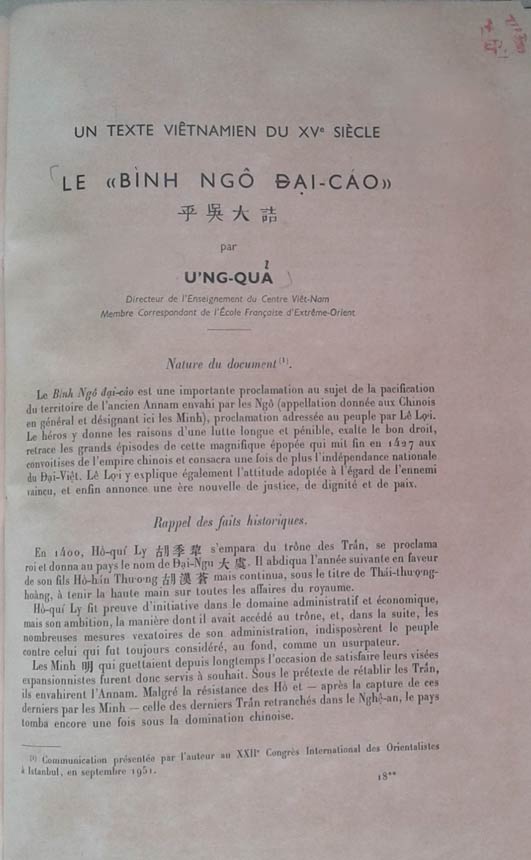 UN TEXTE VIÊTNAMIEN DU XVe SIÈCLE
LE «BÌNH NGÔ ĐẠI-CÁO»
平吳大誥
par
U'NG-QUẢ
Directeur de l'Enseignement du Centre Việt-Nam
Membre Correspondant de l'École Française d'Extrême-Orient
Nature du document (1).
Le Bình Ngô đại-cáo est une importante proclamation au sujet de la pacification
du territoire de l'ancien Annam envahi par les Ngô (appellation donnée aux Chinois
en général et désignant ici les Minh), proclamation adressée au peuple par Lê Lợi.
Le héros y donne les raisons d'une lutte longue et pénible, exalte le bon droit,
retrace les grands épisodes de cette magnifique épopée qui mit fin en 1427 aux
convoitises de l'empire chinois et consacra une fois de plus l'indépendance nationale
du Đại-Việt. Lê Lợi y explique également l'attitude adoptée à l'égard de l'ennemi
vaincu, et enfin annonce une ère nouvelle de justice, de dignité et de paix.
Rappel des faits historiques.
En 1400, Hồ-quí Ly 胡季犛 s'empara du trône des Trần, se proclama
roi et donna au pays le nom de Đại-Ngu 大虞. Il abdiqua l'année suivante en faveur
de son fils Hồ-hán Thương 胡漢蒼 mais continua, sous le titre de Thái-thượng-
hoàng, à tenir la haute main sur toutes les affaires du royaume.
Hồ-quí Ly fit preuve d'initiative dans le domaine administratif et économique,
mais son ambition, la manière dont il avait accédé au trône, et, dans la suite, les
nombreuses mesures vexatoires de son administration, indisposèrent le peuple
contre celui qui fut toujours considéré, au fond, comme un usurpateur.
Les Minh 明 qui guettaient depuis longtemps l'occasion de satisfaire leurs visées
expansionnistes furent donc servis à souhait. Sous le prétexte de rétablir les Trần,
ils envahirent l'Annam. Malgré la résistance des Hồ et — après la capture de ces
derniers par les Minh — celle des derniers Trần retranchés dans le Nghệ-an, le pays
tomba encore une fois sous la domination chinoise.
(1) Communication présentée par l'auteur au XXIIe Congrès International des Orientalistes
à Istanbul, en septembre 1951.
18**